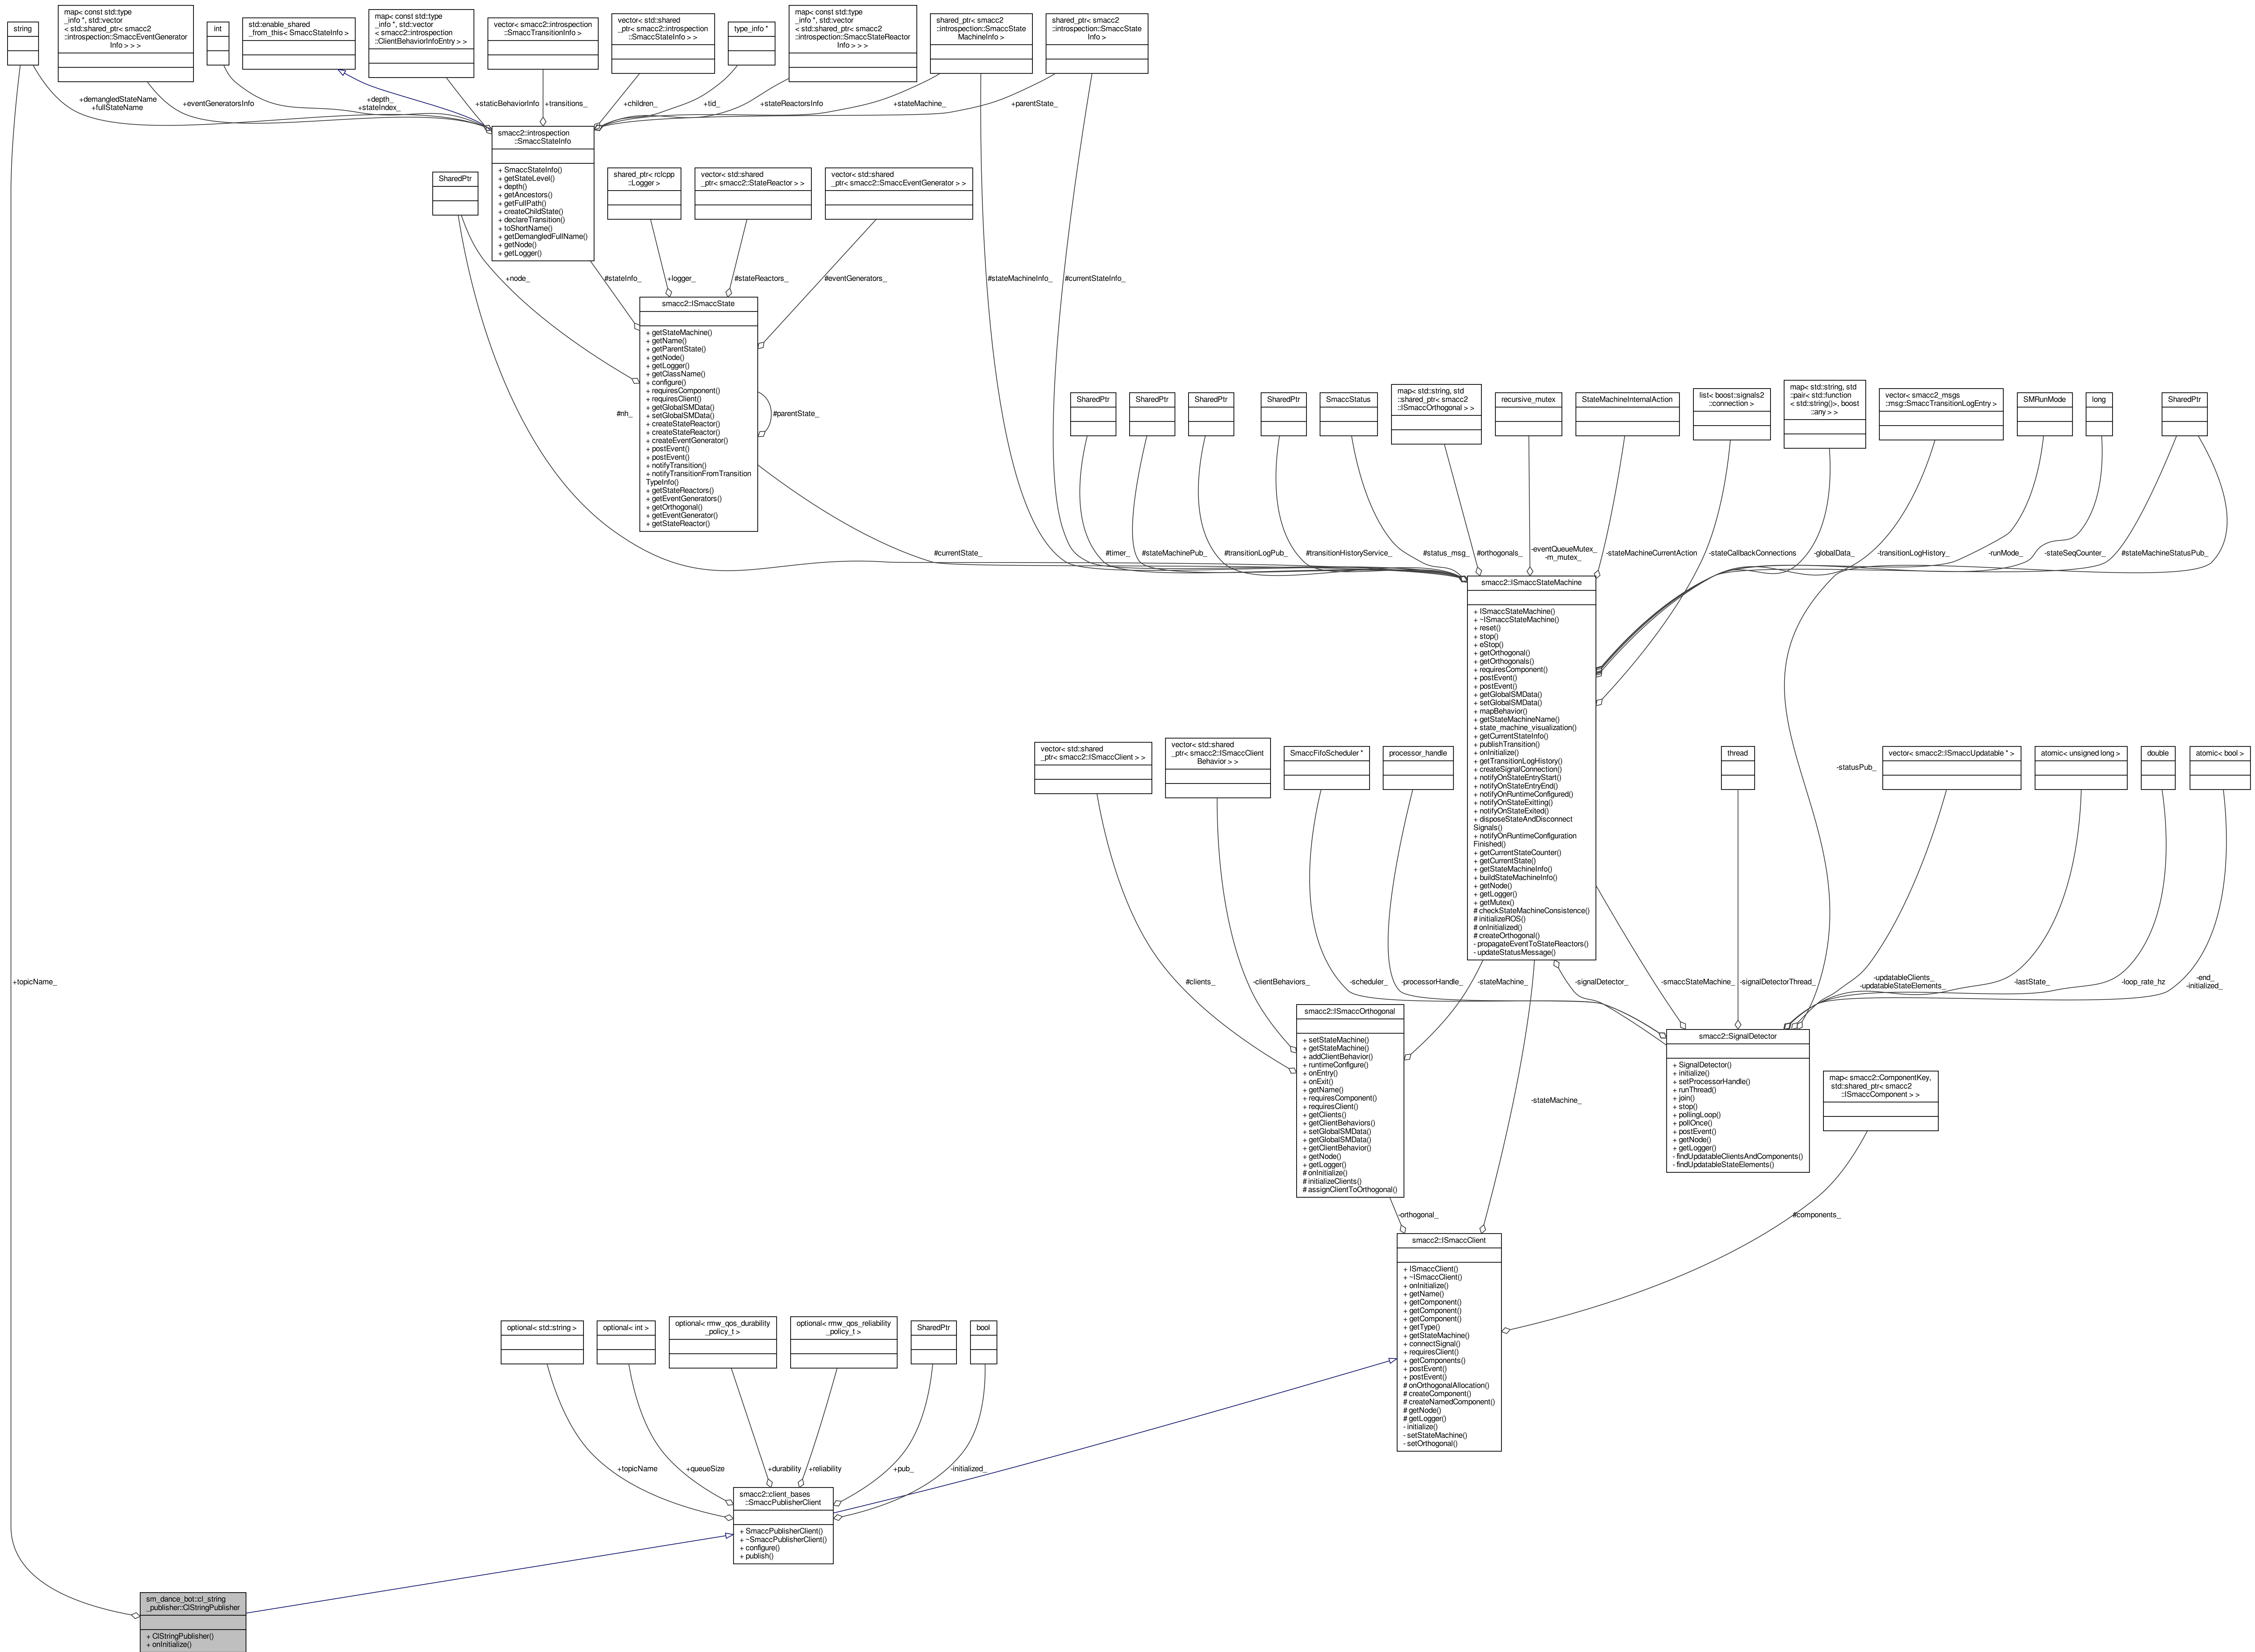 string
map< const std::type
_info *, std::vector
< std::shared_ptr< smacc2
::introspection::SmaccEventGenerator
Info > > >
int
std::enable_shared
_from_this< SmaccStateInfo >
map< const std::type
_info *, std::vector
< smacc2::introspection
::ClientBehaviorInfoEntry > >
vector< smacc2::introspection
::SmaccTransitionInfo >
vector< std::shared
_ptr< smacc2::introspection
::SmaccStateInfo > >
type_info *
map< const std::type
_info *, std::vector
< std::shared_ptr< smacc2
::introspection::SmaccStateReactor
Info > > >
shared_ptr< smacc2
::introspection::SmaccState
MachineInfo >
shared_ptr< smacc2
::introspection::SmaccState
Info >
+demangledStateName
+fullStateName
+eventGeneratorsInfo
+depth_
+stateIndex_
+staticBehaviorInfo
+transitions_
+children_
+tid_
+stateReactorsInfo
+stateMachine_
+parentState_
smacc2::introspection
::SmaccStateInfo
+ SmaccStateInfo()
+ getStateLevel()
+ depth()
+ getAncestors()
+ getFullPath()
+ createChildState()
+ declareTransition()
+ toShortName()
+ getDemangledFullName()
+ getNode()
+ getLogger()
SharedPtr
shared_ptr< rclcpp
::Logger >
vector< std::shared
_ptr< smacc2::StateReactor > >
vector< std::shared
_ptr< smacc2::SmaccEventGenerator > >
+node_
#stateInfo_
+logger_
#stateReactors_
#eventGenerators_
#stateMachineInfo_
#currentStateInfo_
smacc2::ISmaccState
+ getStateMachine()
+ getName()
+ getParentState()
+ getNode()
+ getLogger()
+ getClassName()
+ configure()
+ requiresComponent()
+ requiresClient()
+ getGlobalSMData()
+ setGlobalSMData()
+ createStateReactor()
+ createStateReactor()
+ createEventGenerator()
+ postEvent()
+ postEvent()
+ notifyTransition()
+ notifyTransitionFromTransition
TypeInfo()
+ getStateReactors()
+ getEventGenerators()
+ getOrthogonal()
+ getEventGenerator()
+ getStateReactor()
#nh_
#parentState_
SharedPtr
SharedPtr
SharedPtr
SharedPtr
SmaccStatus
map< std::string, std
::shared_ptr< smacc2
::ISmaccOrthogonal > >
recursive_mutex
StateMachineInternalAction
list< boost::signals2
::connection >
map< std::string, std
::pair< std::function
< std::string()>, boost
::any > >
vector< smacc2_msgs
::msg::SmaccTransitionLogEntry >
SMRunMode
long
SharedPtr
#currentState_
#timer_
#stateMachinePub_
#transitionLogPub_
#transitionHistoryService_
#status_msg_
#orthogonals_
-eventQueueMutex_
-m_mutex_
-stateMachineCurrentAction
-stateCallbackConnections
-globalData_
-transitionLogHistory_
-runMode_
-stateSeqCounter_
#stateMachineStatusPub_
smacc2::ISmaccStateMachine
+ ISmaccStateMachine()
+ ~ISmaccStateMachine()
+ reset()
+ stop()
+ eStop()
+ getOrthogonal()
+ getOrthogonals()
+ requiresComponent()
+ postEvent()
+ postEvent()
+ getGlobalSMData()
+ setGlobalSMData()
+ mapBehavior()
+ getStateMachineName()
+ state_machine_visualization()
+ getCurrentStateInfo()
+ publishTransition()
+ onInitialize()
+ getTransitionLogHistory()
+ createSignalConnection()
+ notifyOnStateEntryStart()
+ notifyOnStateEntryEnd()
+ notifyOnRuntimeConfigured()
+ notifyOnStateExitting()
+ notifyOnStateExited()
+ disposeStateAndDisconnect
Signals()
+ notifyOnRuntimeConfiguration
Finished()
+ getCurrentStateCounter()
+ getCurrentState()
+ getStateMachineInfo()
+ buildStateMachineInfo()
+ getNode()
+ getLogger()
+ getMutex()
# checkStateMachineConsistence()
# initializeROS()
# onInitialized()
# createOrthogonal()
- propagateEventToStateReactors()
- updateStatusMessage()
vector< std::shared
_ptr< smacc2::ISmaccClient > >
vector< std::shared
_ptr< smacc2::ISmaccClient
Behavior > >
SmaccFifoScheduler *
processor_handle
thread
-statusPub_
vector< smacc2::ISmaccUpdatable * >
atomic< unsigned long >
double
atomic< bool >
+topicName_
#clients_
-clientBehaviors_
-scheduler_
-processorHandle_
-stateMachine_
-signalDetector_
-smaccStateMachine_
-signalDetectorThread_
-updatableClients_
-updatableStateElements_
-lastState_
-loop_rate_hz
-end_
-initialized_
smacc2::ISmaccOrthogonal
+ setStateMachine()
+ getStateMachine()
+ addClientBehavior()
+ runtimeConfigure()
+ onEntry()
+ onExit()
+ getName()
+ requiresComponent()
+ requiresClient()
+ getClients()
+ getClientBehaviors()
+ setGlobalSMData()
+ getGlobalSMData()
+ getClientBehavior()
+ getNode()
+ getLogger()
# onInitialize()
# initializeClients()
# assignClientToOrthogonal()
smacc2::SignalDetector
+ SignalDetector()
+ initialize()
+ setProcessorHandle()
+ runThread()
+ join()
+ stop()
+ pollingLoop()
+ pollOnce()
+ postEvent()
+ getNode()
+ getLogger()
- findUpdatableClientsAndComponents()
- findUpdatableStateElements()
map< smacc2::ComponentKey,
std::shared_ptr< smacc2
::ISmaccComponent > >
-stateMachine_
-orthogonal_
#components_
smacc2::ISmaccClient
+ ISmaccClient()
+ ~ISmaccClient()
+ onInitialize()
+ getName()
+ getComponent()
+ getComponent()
+ getComponent()
+ getType()
+ getStateMachine()
+ connectSignal()
+ requiresClient()
+ getComponents()
+ postEvent()
+ postEvent()
# onOrthogonalAllocation()
# createComponent()
# createNamedComponent()
# getNode()
# getLogger()
- initialize()
- setStateMachine()
- setOrthogonal()
optional< std::string >
optional< int >
optional< rmw_qos_durability
_policy_t >
optional< rmw_qos_reliability
_policy_t >
SharedPtr
bool
+topicName
+queueSize
+durability
+reliability
+pub_
-initialized_
smacc2::client_bases
::SmaccPublisherClient
+ SmaccPublisherClient()
+ ~SmaccPublisherClient()
+ configure()
+ publish()
sm_dance_bot::cl_string
_publisher::ClStringPublisher
+ ClStringPublisher()
+ onInitialize()